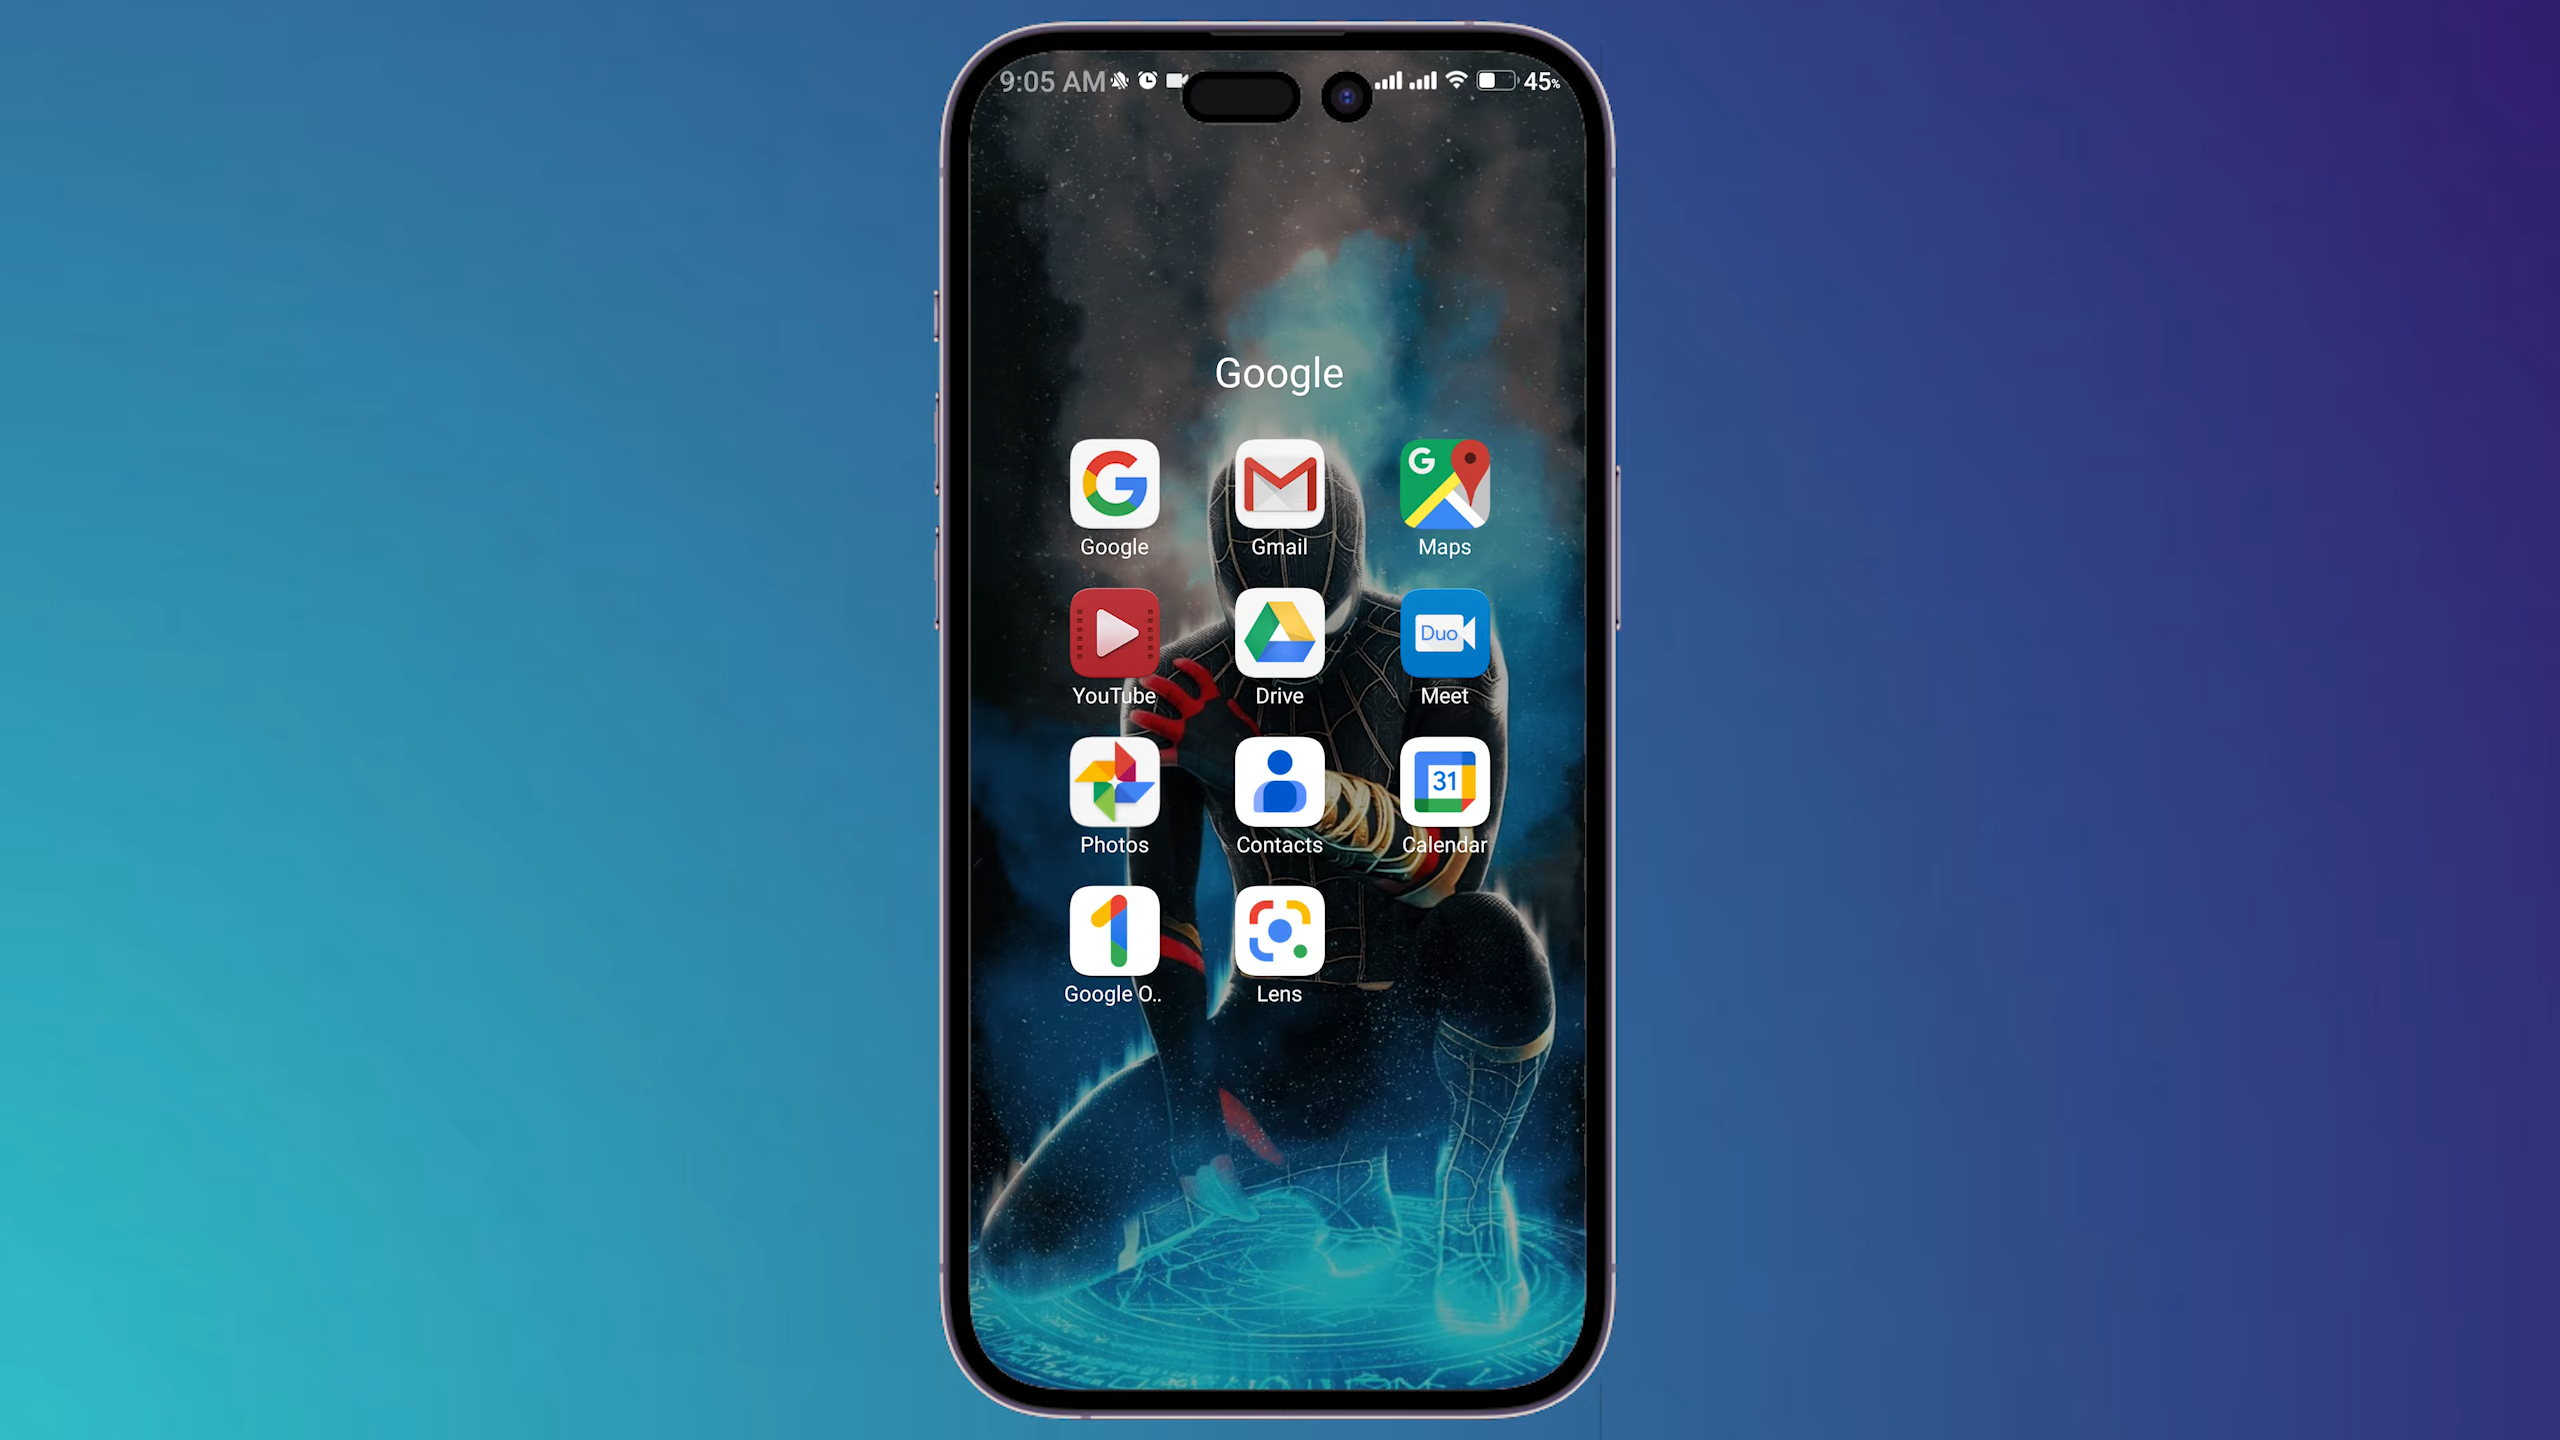 9:05 AM 45%
Google
G
Google Gmail Maps
Duo
YouTube Drive Meet
31
Photos Contacts Calendar
Google O.. Lens